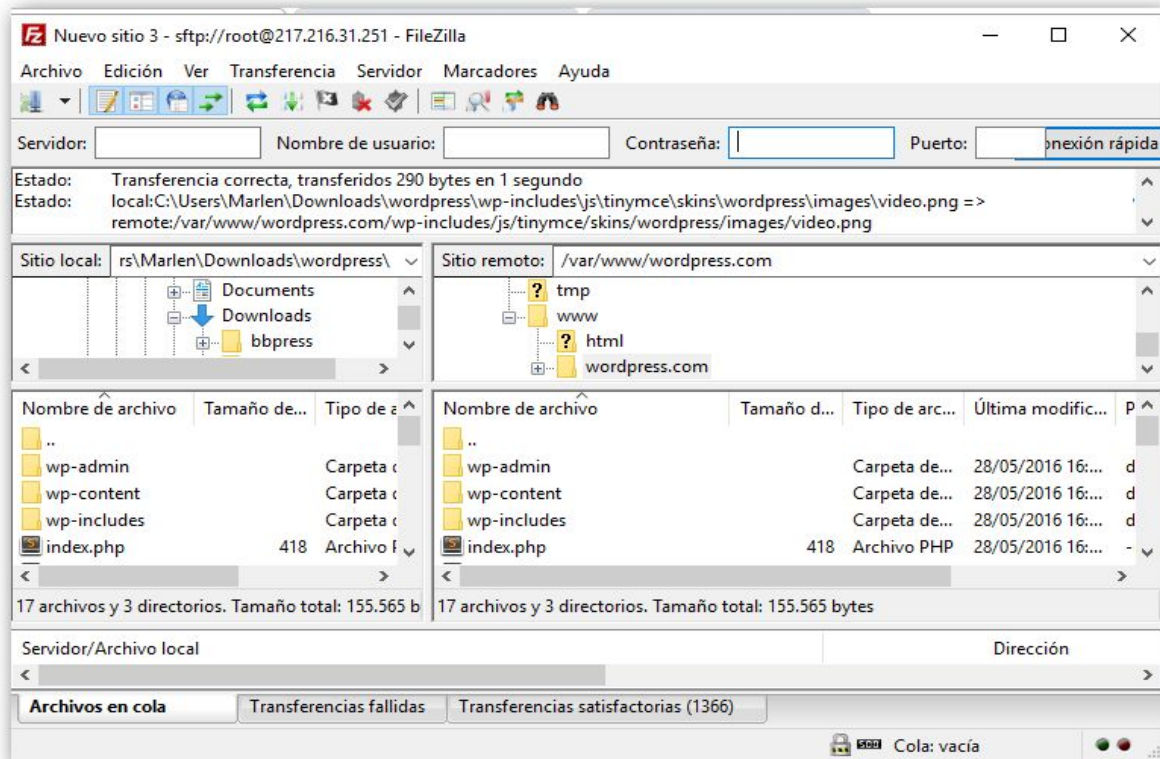 Nuevo sitio 3 - sftp://root@217.216.31.251 - FileZilla
Archivo Edición Ver Transferencia Servidor Marcadores Ayuda
Servidor: Nombre de usuario: Contraseña: Puerto: onexión rápida
Estado: Transferencia correcta, transferidos 290 bytes en 1 segundo
Estado: local:C:\Users\Marlen\Downloads\wordpress\wp-includes\js\tinymce\skins\wordpress\images\video.png =>
remote:/var/www/wordpress.com/wp-includes/js/tinymce/skins/wordpress/images/video.png
Sitio local: rs\Marlen\Downloads\wordpress\ Sitio remoto: /var/www/wordpress.com
Documents ? tmp
Downloads www
bbpress ? html
wordpress.com
Nombre de archivo Tamaño de... Tipo de a Nombre de archivo Tamaño d... Tipo de arc... Última modific... P
.. ..
wp-admin Carpeta d wp-admin Carpeta de... 28/05/2016 16:... d
wp-content Carpeta d wp-content Carpeta de... 28/05/2016 16:... d
wp-includes Carpeta d wp-includes Carpeta de... 28/05/2016 16:... d
index.php 418 Archivo P index.php 418 Archivo PHP 28/05/2016 16:... -
17 archivos y 3 directorios. Tamaño total: 155.565 b 17 archivos y 3 directorios. Tamaño total: 155.565 bytes
Servidor/Archivo local Dirección
Archivos en cola Transferencias fallidas Transferencias satisfactorias (1366)
Cola: vacía